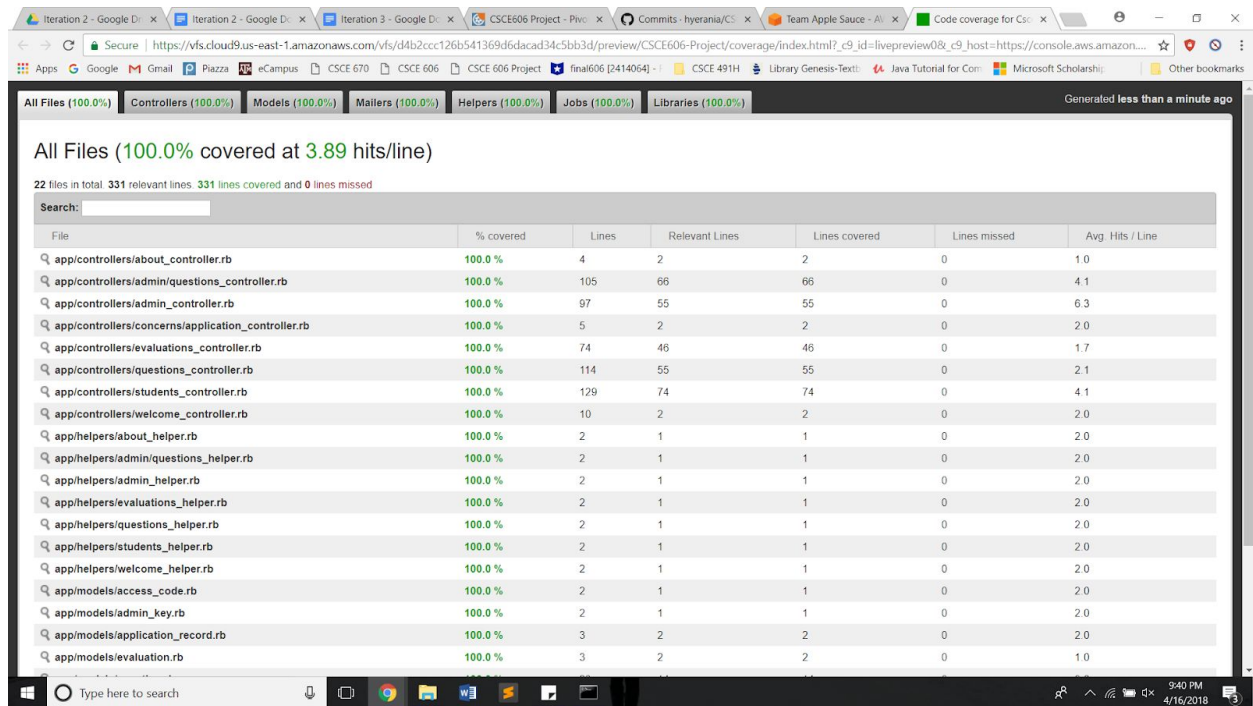 Iteration 2 - Google Dr Iteration 2 - Google Do Iteration 3 - Google Do CSCE606 Project - Pivo Commits · hyerania/CS Team Apple Sauce - AW Code coverage for Csc
Secure | https://vfs.cloud9.us-east-1.amazonaws.com/vfs/d4b2ccc126b541369d6dacad34c5bb3d/preview/CSCE606-Project/coverage/index.html?_c9_id=livepreview0&_c9_host=https://console.aws.amazon....
Apps Google Gmail Piazza eCampus CSCE 670 CSCE 606 CSCE 606 Project final606 [2414064] - CSCE 491H Library Genesis-Textb Java Tutorial for Com Microsoft Scholarship Other bookmarks
All Files (100.0%) Controllers (100.0%) Models (100.0%) Mailers (100.0%) Helpers (100.0%) Jobs (100.0%) Libraries (100.0%) Generated less than a minute ago
All Files (100.0% covered at 3.89 hits/line)
22 files in total. 331 relevant lines. 331 lines covered and 0 lines missed
Search:
File % covered Lines Relevant Lines Lines covered Lines missed Avg. Hits / Line
app/controllers/about_controller.rb 100.0 % 4 2 2 0 1.0
app/controllers/admin/questions_controller.rb 100.0 % 105 66 66 0 4.1
app/controllers/admin_controller.rb 100.0 % 97 55 55 0 6.3
app/controllers/concerns/application_controller.rb 100.0 % 5 2 2 0 2.0
app/controllers/evaluations_controller.rb 100.0 % 74 46 46 0 1.7
app/controllers/questions_controller.rb 100.0 % 114 55 55 0 2.1
app/controllers/students_controller.rb 100.0 % 129 74 74 0 4.1
app/controllers/welcome_controller.rb 100.0 % 10 2 2 0 2.0
app/helpers/about_helper.rb 100.0 % 2 1 1 0 2.0
app/helpers/admin/questions_helper.rb 100.0 % 2 1 1 0 2.0
app/helpers/admin_helper.rb 100.0 % 2 1 1 0 2.0
app/helpers/evaluations_helper.rb 100.0 % 2 1 1 0 2.0
app/helpers/questions_helper.rb 100.0 % 2 1 1 0 2.0
app/helpers/students_helper.rb 100.0 % 2 1 1 0 2.0
app/helpers/welcome_helper.rb 100.0 % 2 1 1 0 2.0
app/models/access_code.rb 100.0 % 2 1 1 0 2.0
app/models/admin_key.rb 100.0 % 2 1 1 0 2.0
app/models/application_record.rb 100.0 % 3 2 2 0 2.0
app/models/evaluation.rb 100.0 % 3 2 2 0 1.0
Type here to search 9:40 PM
4/16/2018
3